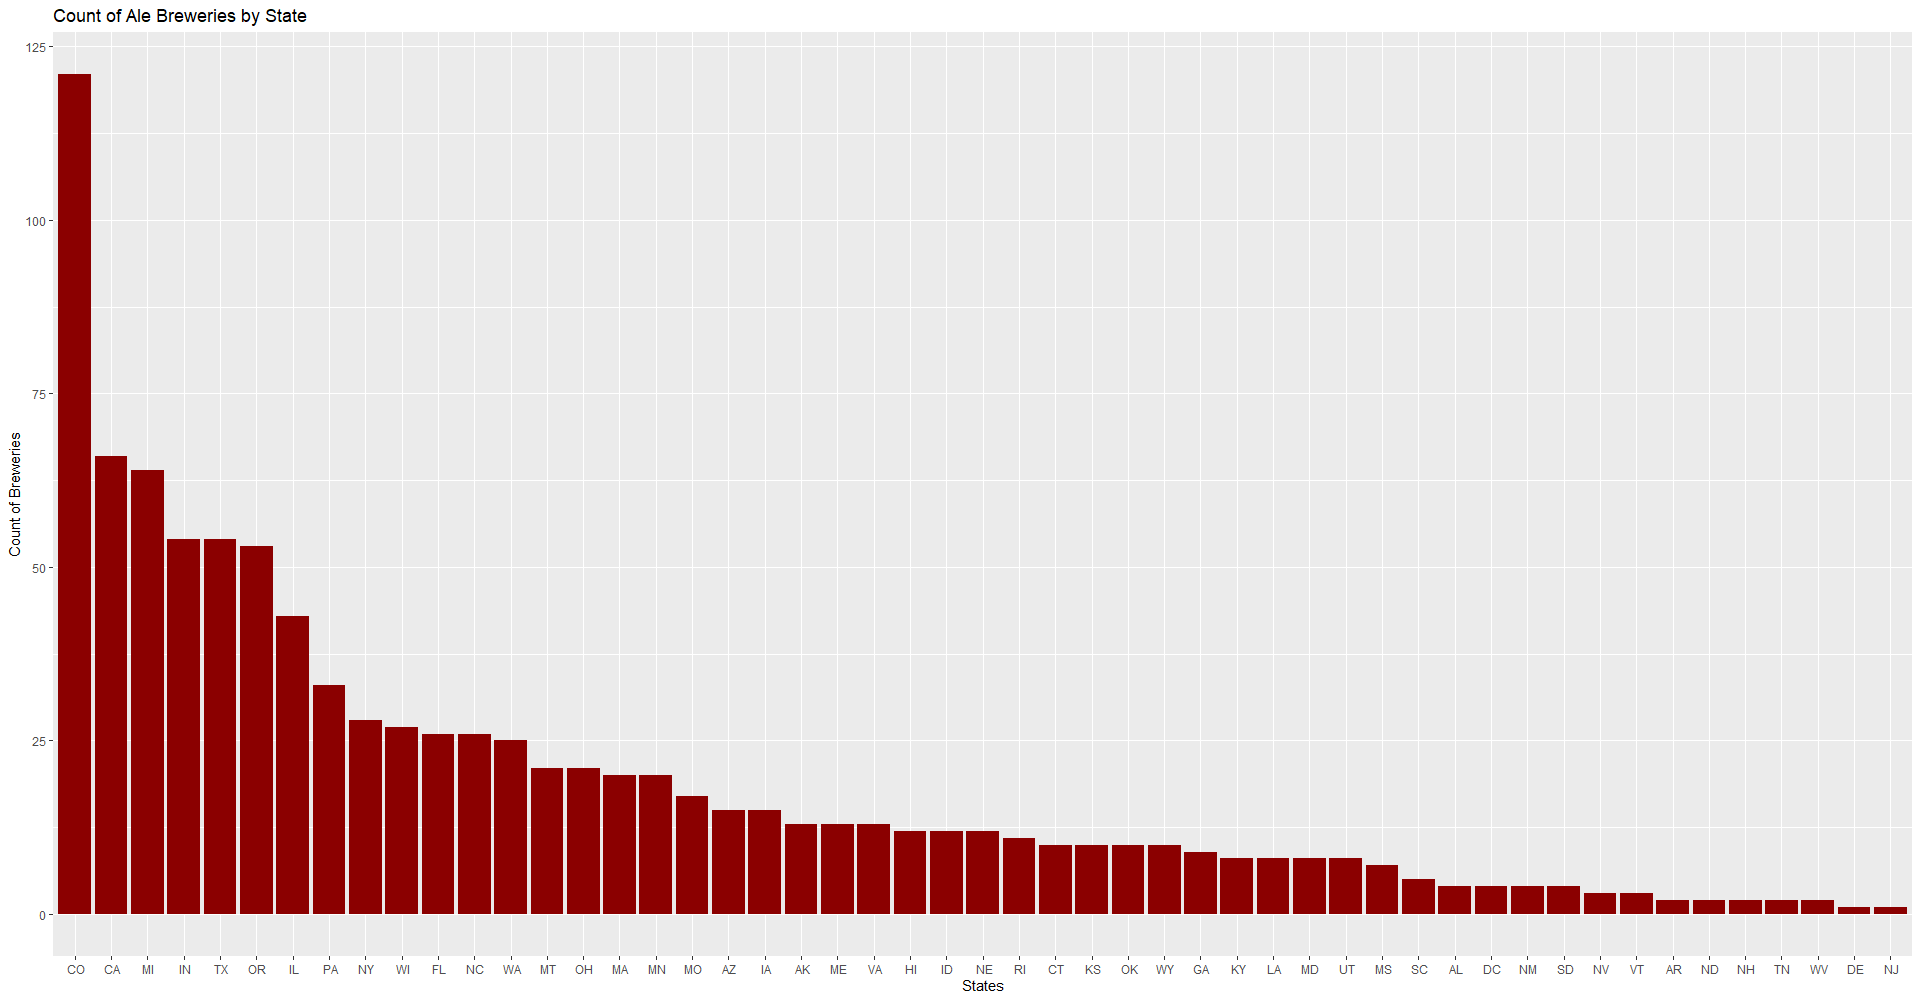 Count of Ale Breweries by State
125
100
75
50
25
0
Count of Breweries
CO CA MI IN TX OR IL PA NY WI FL NC WA MT OH MA MN MO AZ IA AK ME VA HI ID NE RI CT KS OK WY GA KY LA MD UT MS SC AL DC NM SD NV VT AR ND NH TN WV DE NJ
States